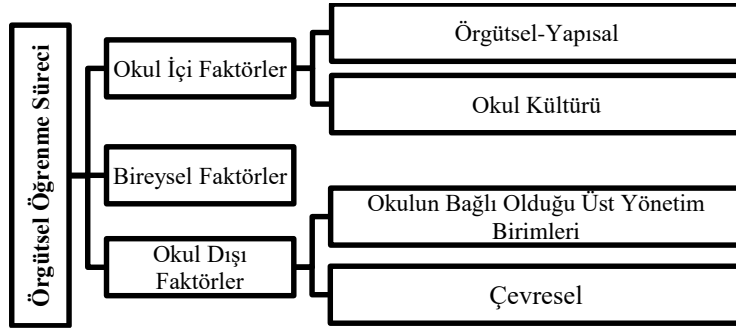 Örgütsel Öğrenme Süreci
Okul İçi Faktörler
Örgütsel-Yapısal
Okul Kültürü
Bireysel Faktörler
Okul Dışı
Faktörler
Okulun Bağlı Olduğu Üst Yönetim
Birimleri
Çevresel